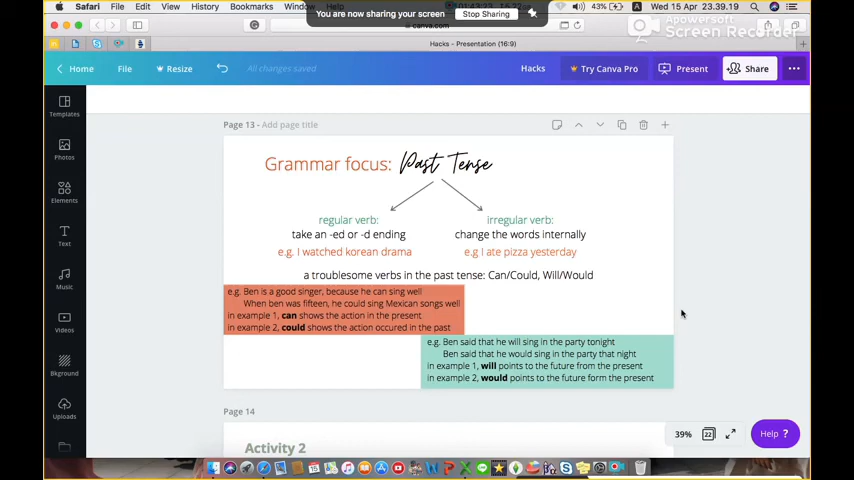 Safari File Edit View History Bookmarks Window
You are now sharing your screen Stop Sharing
43% Wed 15 Apr 23.39.19
canva.com
Apowersoft
Screen Recorder
Hacks - Presentation (16:9)
Home File Resize All changes saved Hacks Try Canva Pro Present Share
Templates
Photos
Elements
Text
Music
Videos
Bkground
Uploads
Page 13 - Add page title
Grammar focus: Past Tense
regular verb: irregular verb:
take an -ed or -d ending change the words internally
e.g. I watched korean drama e.g I ate pizza yesterday
a troublesome verbs in the past tense: Can/Could, Will/Would
e.g. Ben is a good singer, because he can sing well
When ben was fifteen, he could sing Mexican songs well
in example 1, can shows the action in the present
in example 2, could shows the action occured in the past
e.g. Ben said that he will sing in the party tonight
Ben said that he would sing in the party that night
in example 1, will points to the future from the present
in example 2, would points to the future form the present
Page 14
Activity 2
39% 22 Help ?